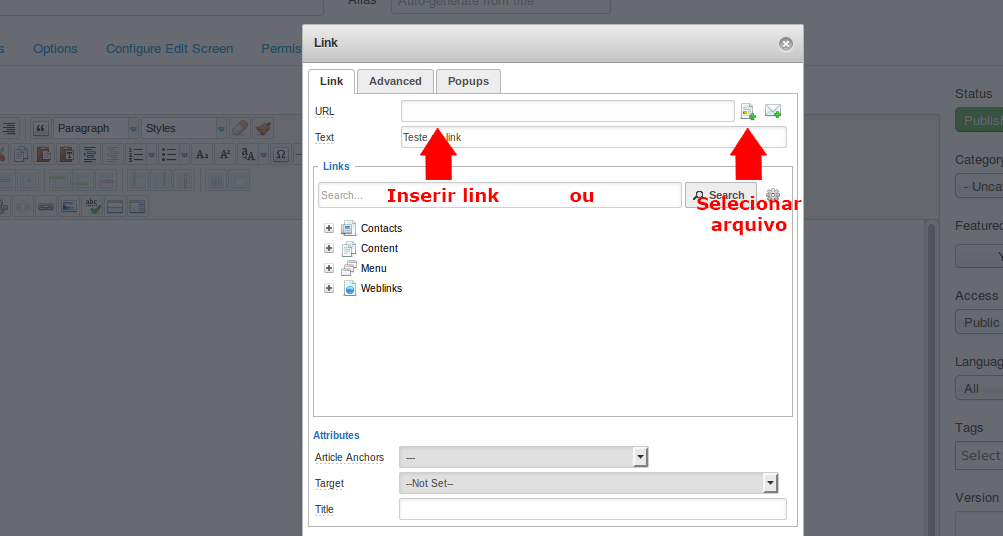 Alias
Auto-generate from title
Link
Options
Configure Edit Screen
Permis
Link
Advanced
Popups
Status
Publish
URL
Paragraph
Styles
Text
Teste
link
Category
Links
- Uncat
Search...
Search
Inserir link
ou
Selecionar
arquivo
Featured
Contacts
Content
Y
Menu
Weblinks
Access
Public
Languag
All
Tags
Attributes
Select
Article Anchors
---
Target
--Not Set--
Version
Title